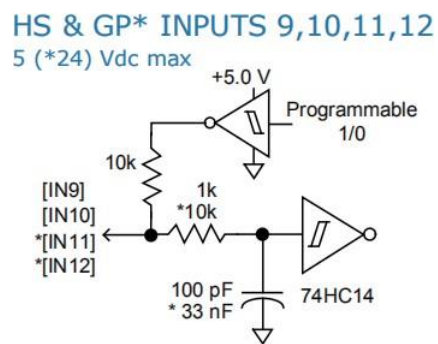 HS & GP* INPUTS 9,10,11,12
5 (*24) Vdc max
+5.0 V
Programmable
1/0
10k
1k
*10k
[IN9]
[IN10]
*[IN11]
*[IN12]
100 pF
* 33 nF
74HC14